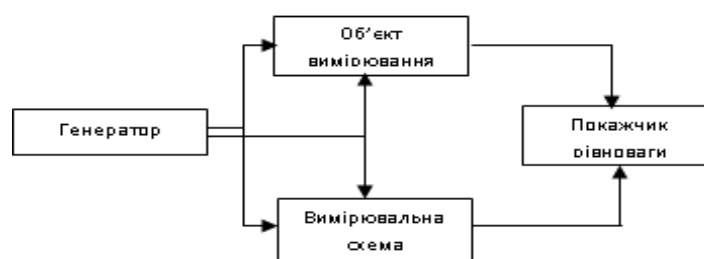 Об'єкт
вимірювання
Генератор
Покажчик
рівноваги
Вимірювальна
схема